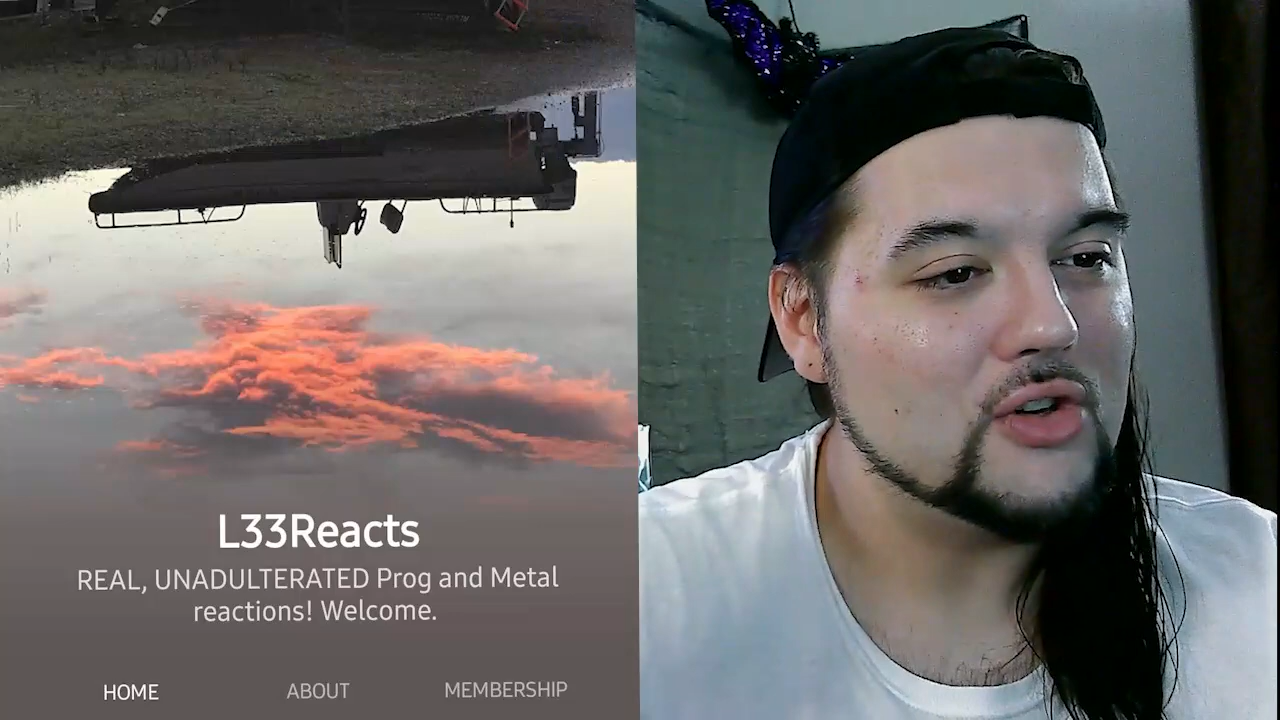 L33Reacts
REAL, UNADULTERATED Prog and Metal
reactions! Welcome.
HOME
ABOUT
MEMBERSHIP